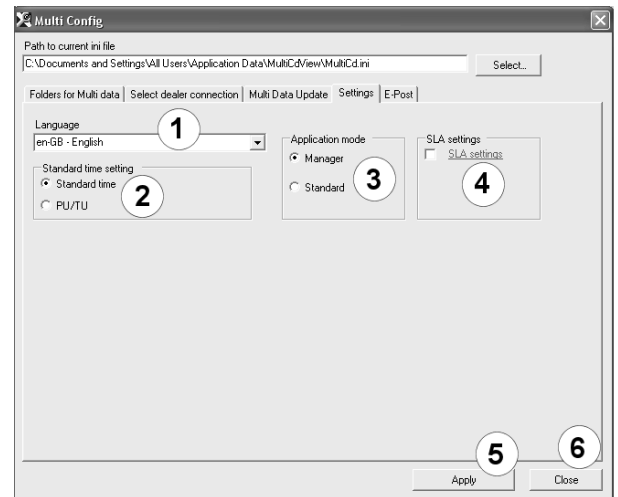 Multi Config
Path to current ini file
C:\Documents and Settings\All Users\Application Data\MultiCdView\MultiCd.ini
Select...
Folders for Multi data Select dealer connection Multi Data Update Settings E-Post
Language
en-GB - English
1
Standard time setting
Standard time
PU/TU
2
Application mode
Manager
Standard
3
SLA settings
SLA settings
4
5
6
Apply
Close